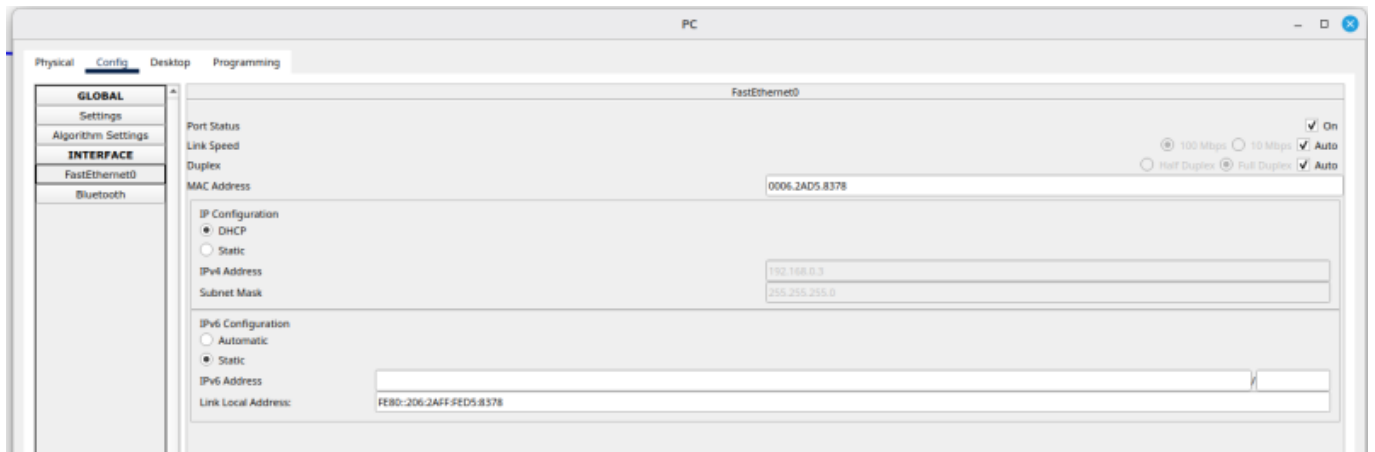 PC
Physical Config Desktop Programming
GLOBAL
Settings
Algorithm Settings
INTERFACE
FastEthernet0
Bluetooth
FastEthernet0
Port Status On
Link Speed 100 Mbps 10 Mbps Auto
Duplex Half Duplex Full Duplex Auto
MAC Address 0006.2AD5.8378
IP Configuration
DHCP
Static
IPv4 Address 192.168.0.3
Subnet Mask 255.255.255.0
IPv6 Configuration
Automatic
Static
IPv6 Address /
Link Local Address: FE80::206:2AFF:FED5:8378